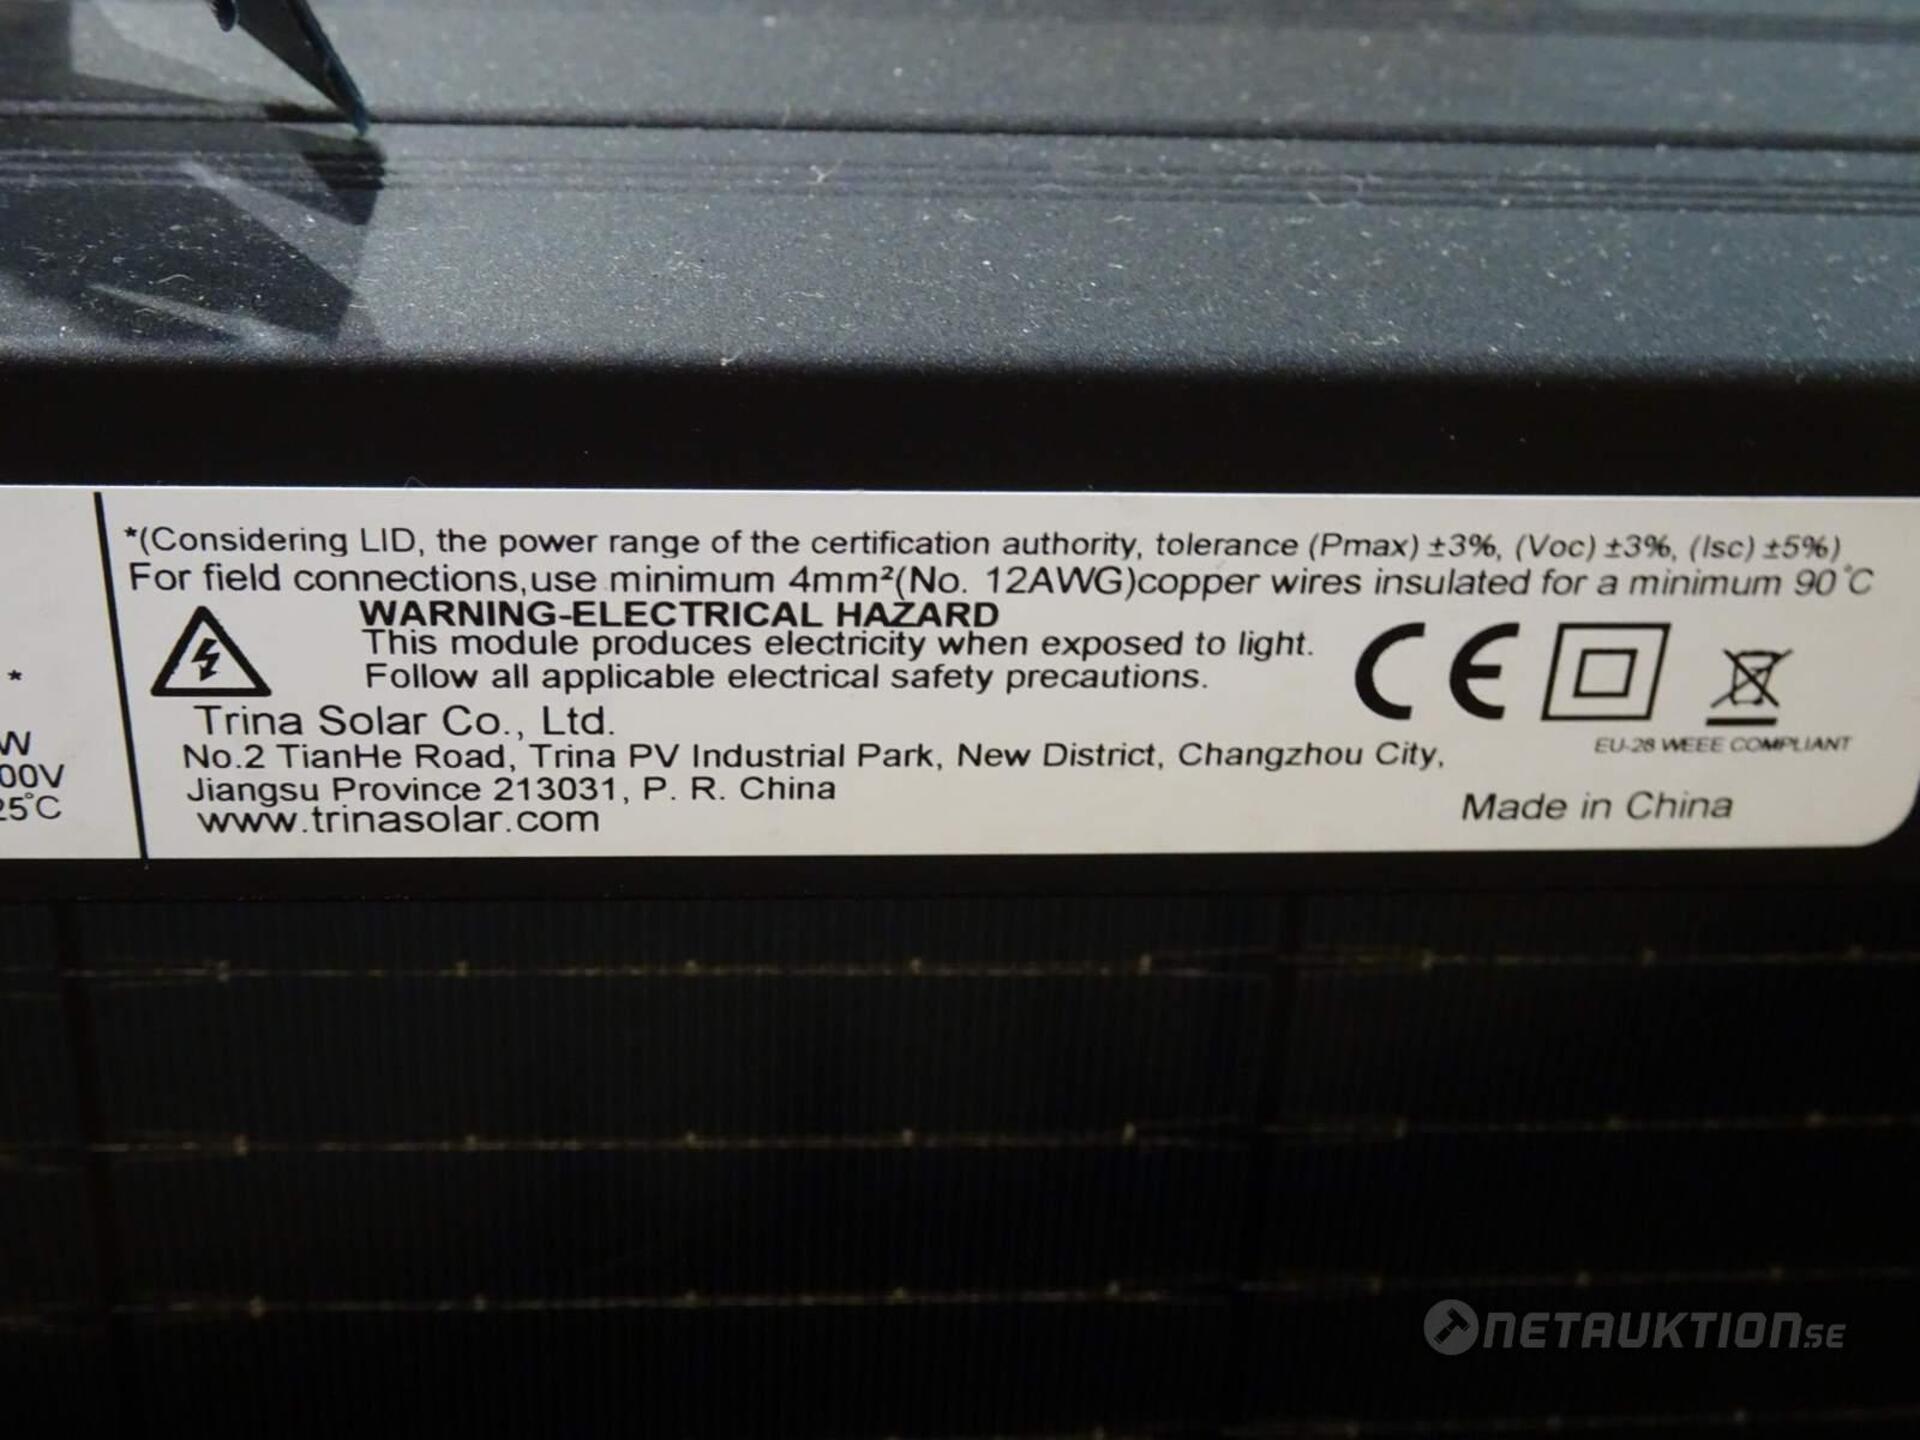 *(Considering LID, the power range of the certification authority, tolerance (Pmax) ±3%, (Voc) ±3%, (Isc) ±5%)
For field connections,use minimum 4mm²(No. 12AWG)copper wires insulated for a minimum 90°C
WARNING-ELECTRICAL HAZARD
This module produces electricity when exposed to light.
Follow all applicable electrical safety precautions.
*
W
00V
25°C
Trina Solar Co., Ltd.
No.2 TianHe Road, Trina PV Industrial Park, New District, Changzhou City,
Jiangsu Province 213031, P. R. China
www.trinasolar.com
CE
EU-28 WEEE COMPLIANT
Made in China
NETAUKTION.SE